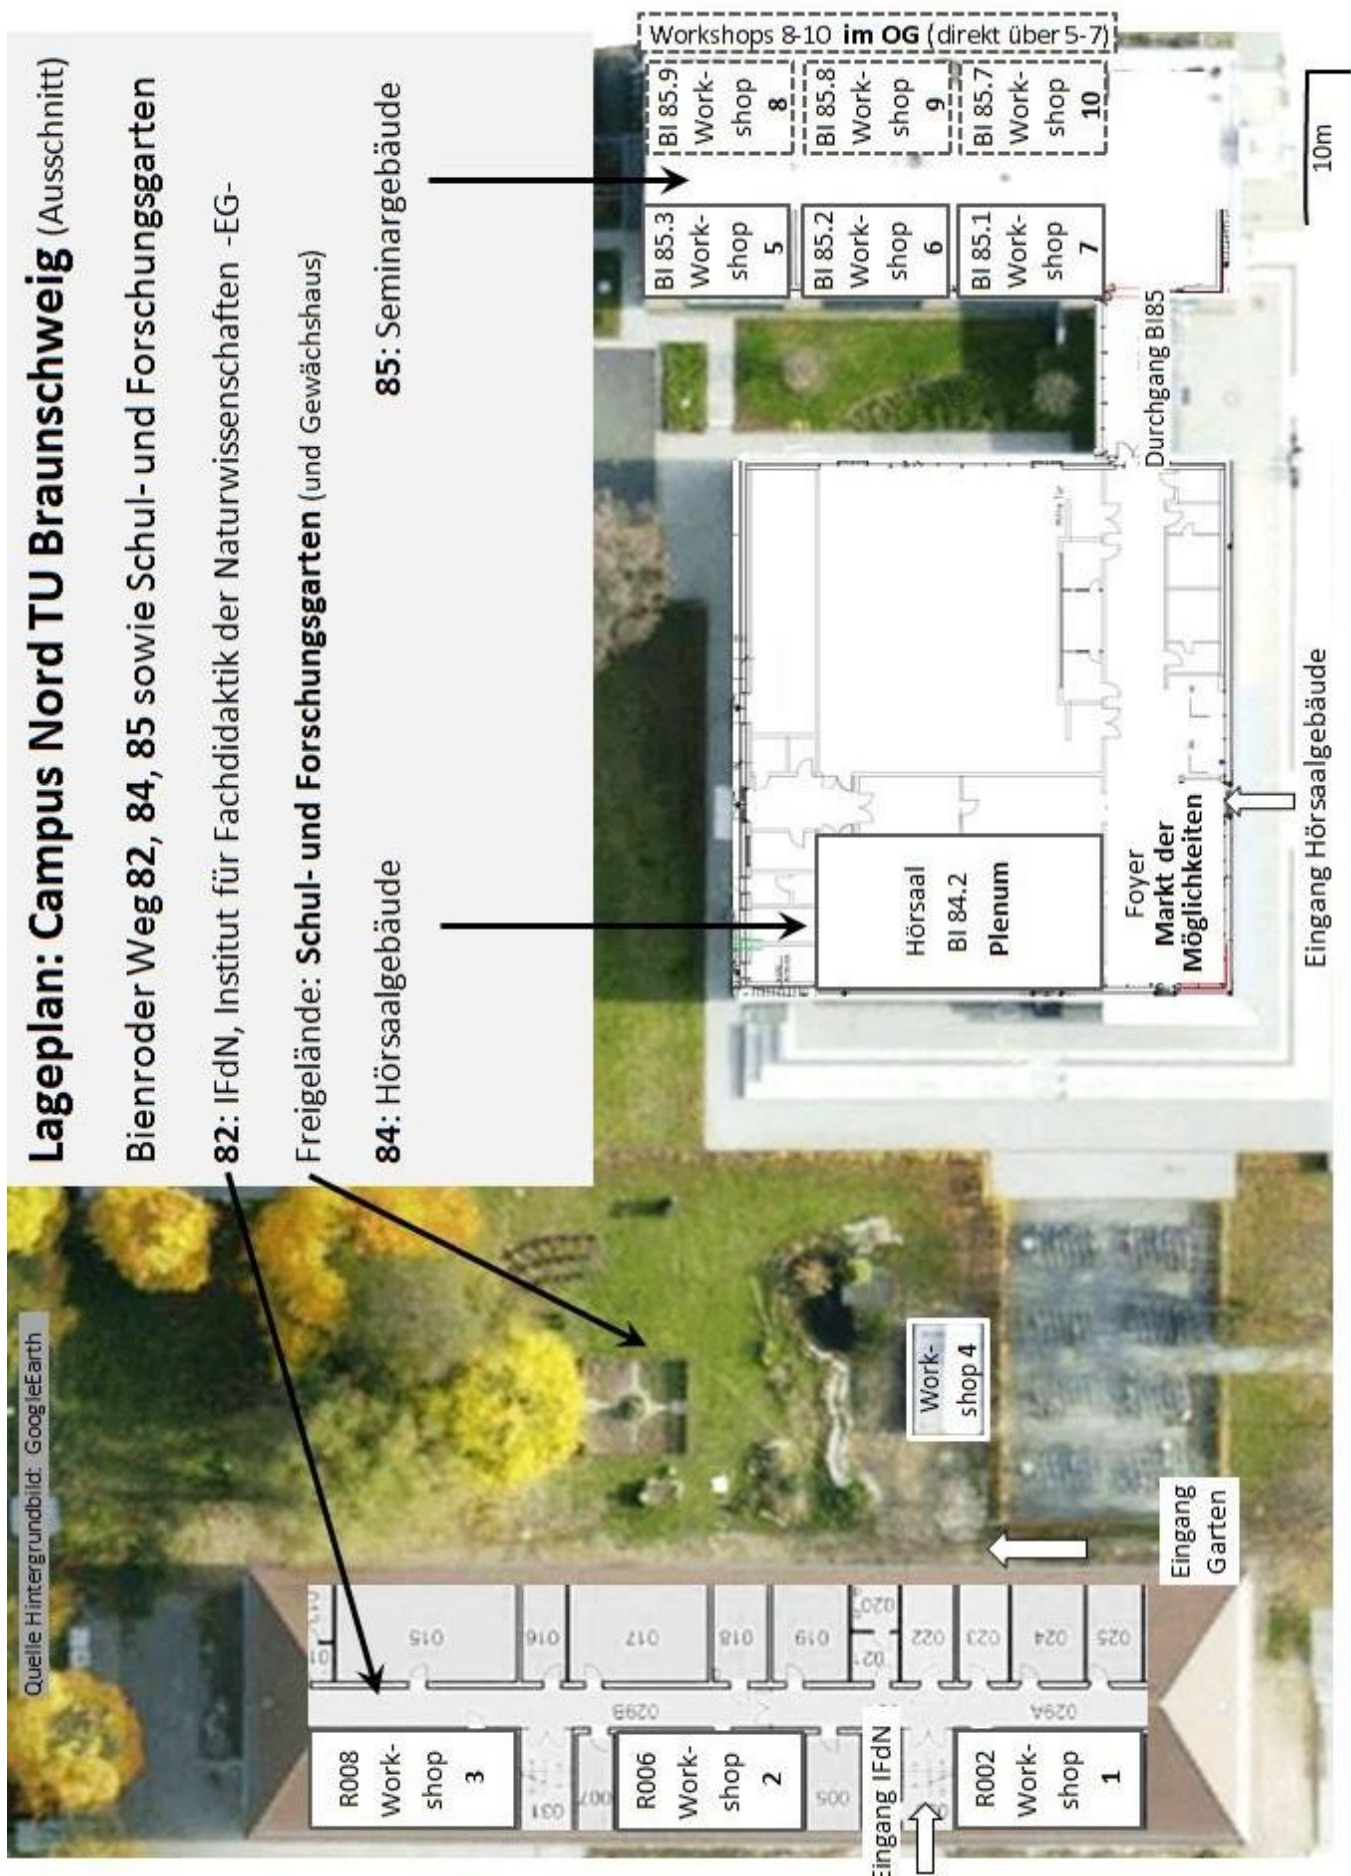 Lageplan: Campus Nord TU Braunschweig (Ausschnitt)
Bienroder Weg 82, 84, 85 sowie Schul- und Forschungsgarten
82: IFdN, Institut für Fachdidaktik der Naturwissenschaften -EG-
Freigelände: Schul- und Forschungsgarten (und Gewächshaus)
84: Hörsaalgebäude
85: Seminargebäude
Quelle Hintergrundbild: GoogleEarth
Workshops 8-10 im OG (direkt über 5-7)
BI 85.9
Work-
shop
8
BI 85.8
Work-
shop
9
BI 85.7
Work-
shop
10
BI 85.3
Work-
shop
5
BI 85.2
Work-
shop
6
BI 85.1
Work-
shop
7
10m
Durchgang BI85
Hörsaal
BI 84.2
Plenum
Foyer
Markt der
Möglichkeiten
Eingang Hörsaalgebäude
Work-
shop 4
Eingang
Garten
R008
Work-
shop
3
R006
Work-
shop
2
R002
Work-
shop
1
Eingang IFdN
015
016
017
018
019
020
022
023
024
025
029B
029A
031
007
005